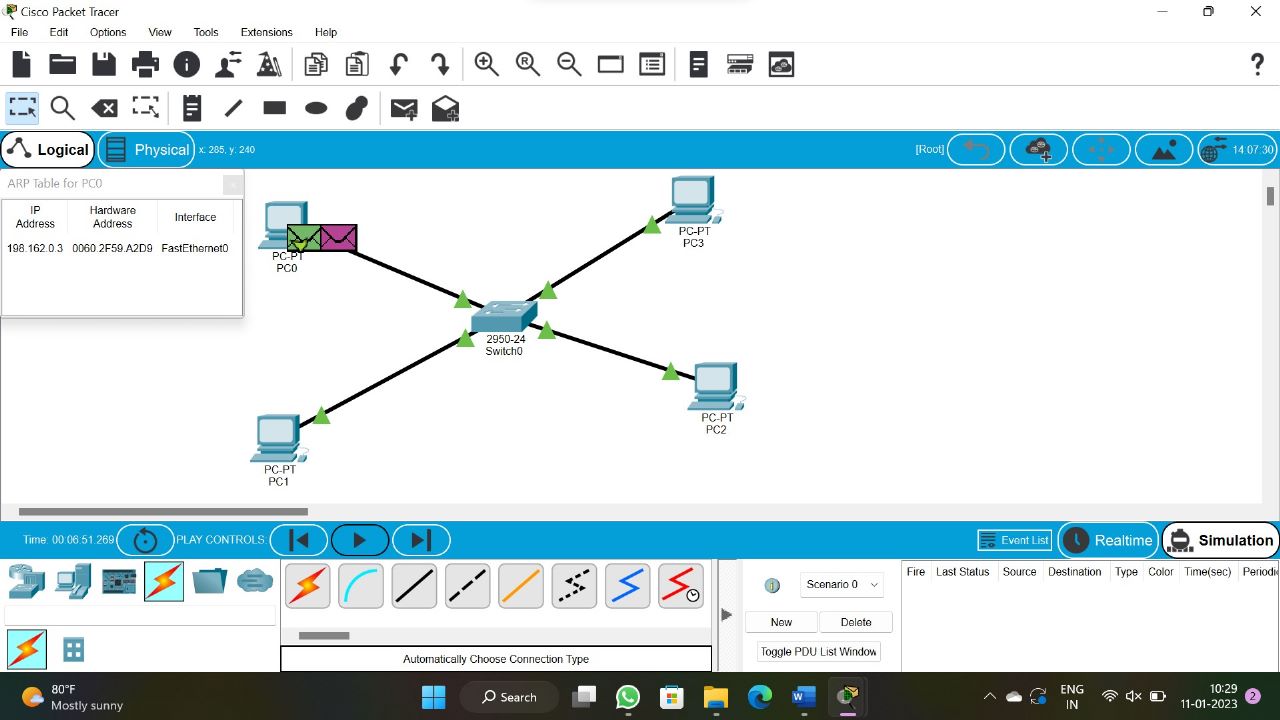 Cisco Packet Tracer
File Edit Options View Tools Extensions Help
Logical Physical x: 285, y: 240 [Root] 14:07:30
ARP Table for PC0
IP Address Hardware Address Interface
198.162.0.3 0060.2F59.A2D9 FastEthernet0
PC-PT
PC0
PC-PT
PC3
2950-24
Switch0
PC-PT
PC2
PC-PT
PC1
Time: 00:06:51.269 PLAY CONTROLS: Event List Realtime Simulation
Scenario 0
New Delete
Toggle PDU List Window
Fire Last Status Source Destination Type Color Time(sec) Periodic
Automatically Choose Connection Type
80°F
Mostly sunny
Search
ENG
IN
10:29
11-01-2023
2